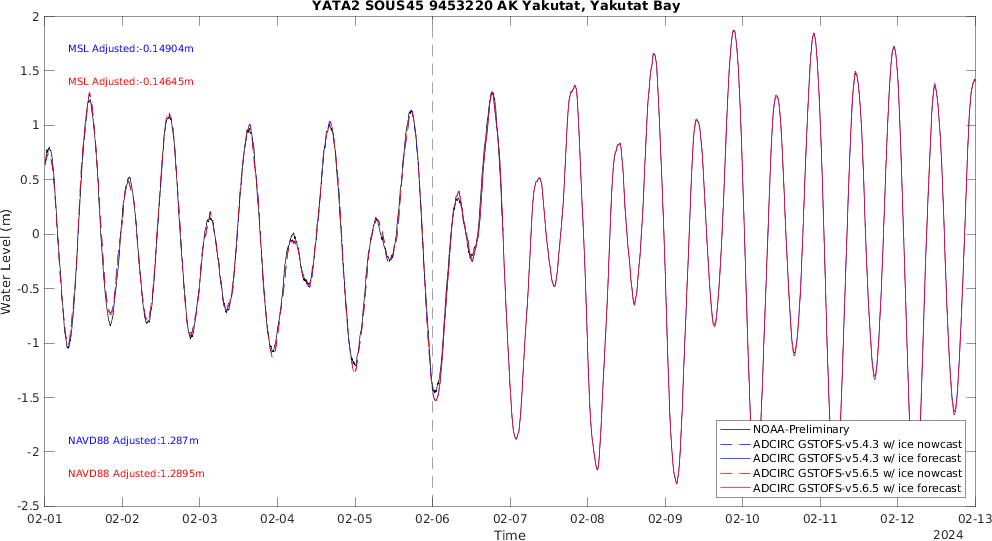 YATA2 SOUS45 9453220 AK Yakutat, Yakutat Bay
2
1.5
1
0.5
0
-0.5
-1
-1.5
-2
-2.5
Water Level (m)
MSL Adjusted:-0.14904m
MSL Adjusted:-0.14645m
NAVD88 Adjusted:1.287m
NAVD88 Adjusted:1.2895m
NOAA-Preliminary
ADCIRC GSTOFS-v5.4.3 w/ ice nowcast
ADCIRC GSTOFS-v5.4.3 w/ ice forecast
ADCIRC GSTOFS-v5.6.5 w/ ice nowcast
ADCIRC GSTOFS-v5.6.5 w/ ice forecast
02-01 02-02 02-03 02-04 02-05 02-06 02-07 02-08 02-09 02-10 02-11 02-12 02-13
Time
2024